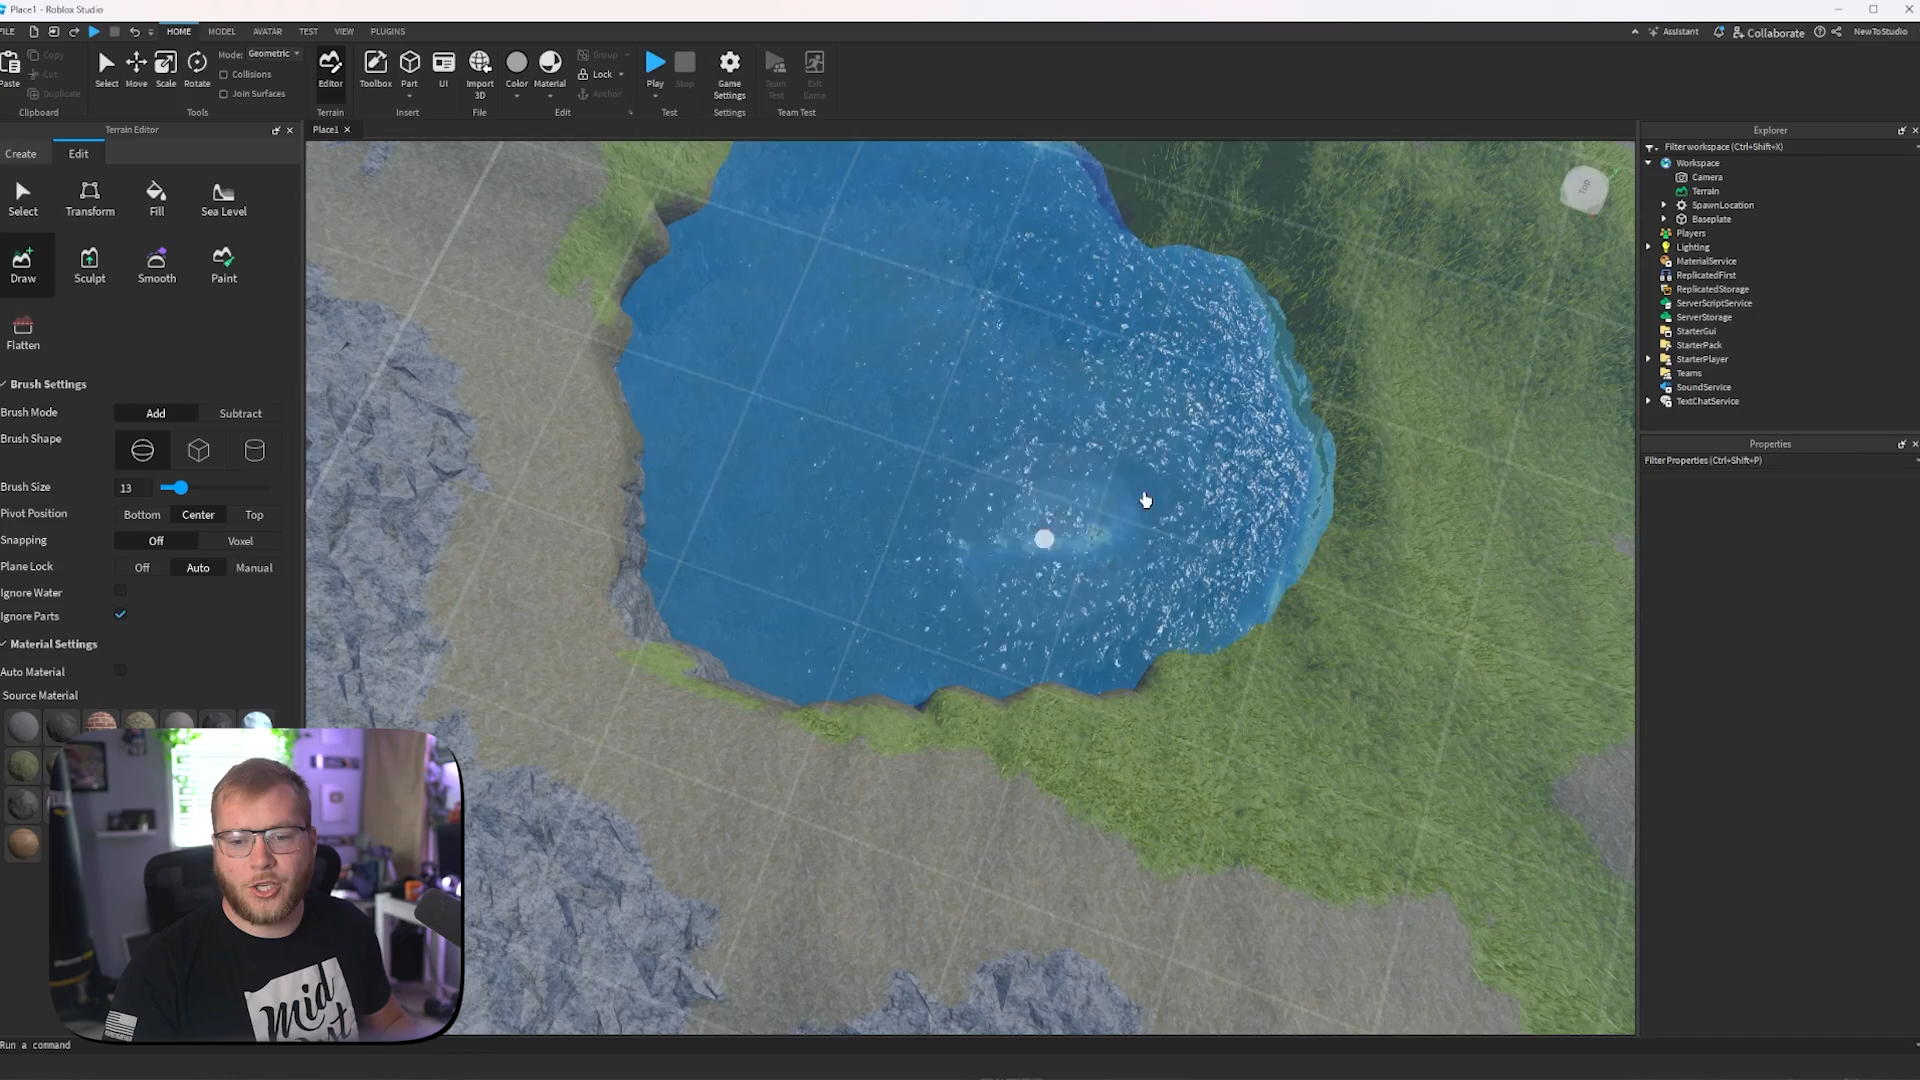 Place1 - Roblox Studio
FILE HOME MODEL AVATAR TEST VIEW PLUGINS Assistant Collaborate NewToStudio
Paste Copy Cut Duplicate Clipboard
Select Move Scale Rotate Mode: Geometric Collisions Join Surfaces Tools
Editor Terrain
Toolbox Part UI Insert
Import 3D File
Color Material Group Lock Anchor Edit
Play Stop Test
Game Settings Settings
Team Test Exit Game Team Test
Terrain Editor
Create Edit
Select Transform Fill Sea Level
Draw Sculpt Smooth Paint
Flatten
Brush Settings
Brush Mode Add Subtract
Brush Shape
Brush Size 13
Pivot Position Bottom Center Top
Snapping Off Voxel
Plane Lock Off Auto Manual
Ignore Water
Ignore Parts
Material Settings
Auto Material
Source Material
Place1
Top
Mid
Run a command
Explorer
Filter workspace (Ctrl+Shift+X)
Workspace
Camera
Terrain
SpawnLocation
Baseplate
Players
Lighting
MaterialService
ReplicatedFirst
ReplicatedStorage
ServerScriptService
ServerStorage
StarterGui
StarterPack
StarterPlayer
Teams
SoundService
TextChatService
Properties
Filter Properties (Ctrl+Shift+P)